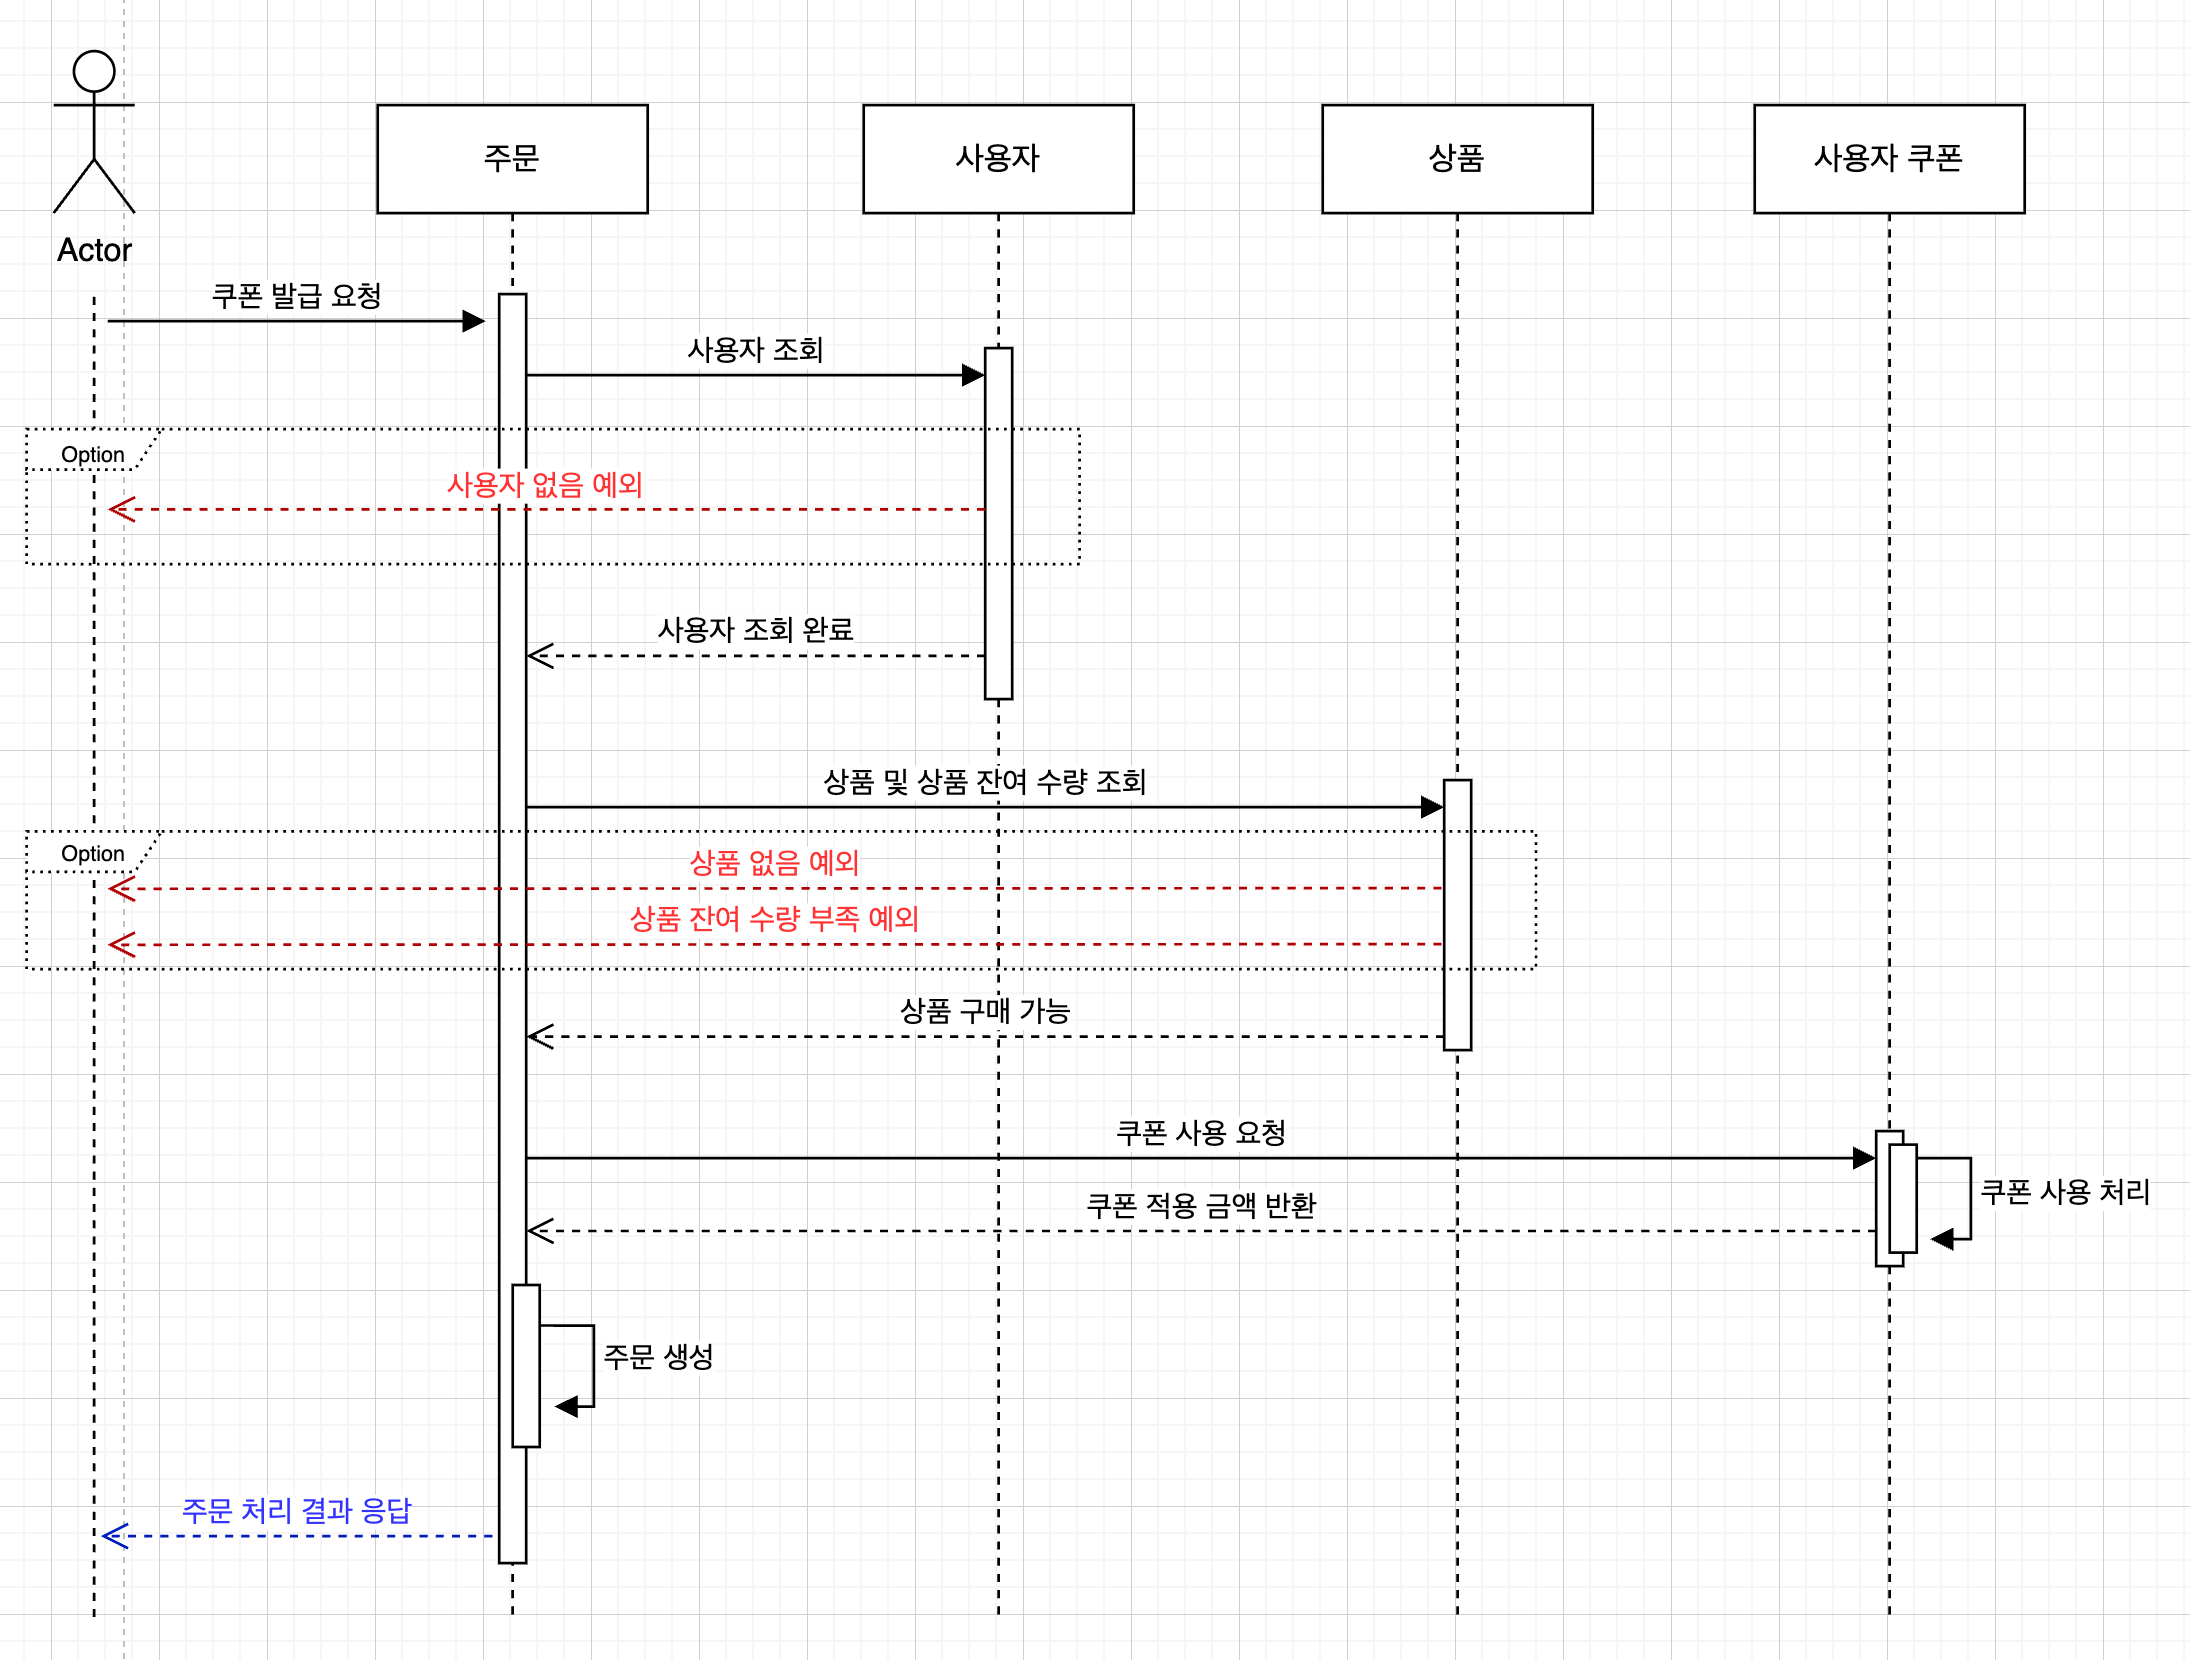 Actor
주문
사용자
상품
사용자 쿠폰
쿠폰 발급 요청
사용자 조회
Option
사용자 없음 예외
사용자 조회 완료
상품 및 상품 잔여 수량 조회
Option
상품 없음 예외
상품 잔여 수량 부족 예외
상품 구매 가능
쿠폰 사용 요청
쿠폰 사용 처리
쿠폰 적용 금액 반환
주문 생성
주문 처리 결과 응답